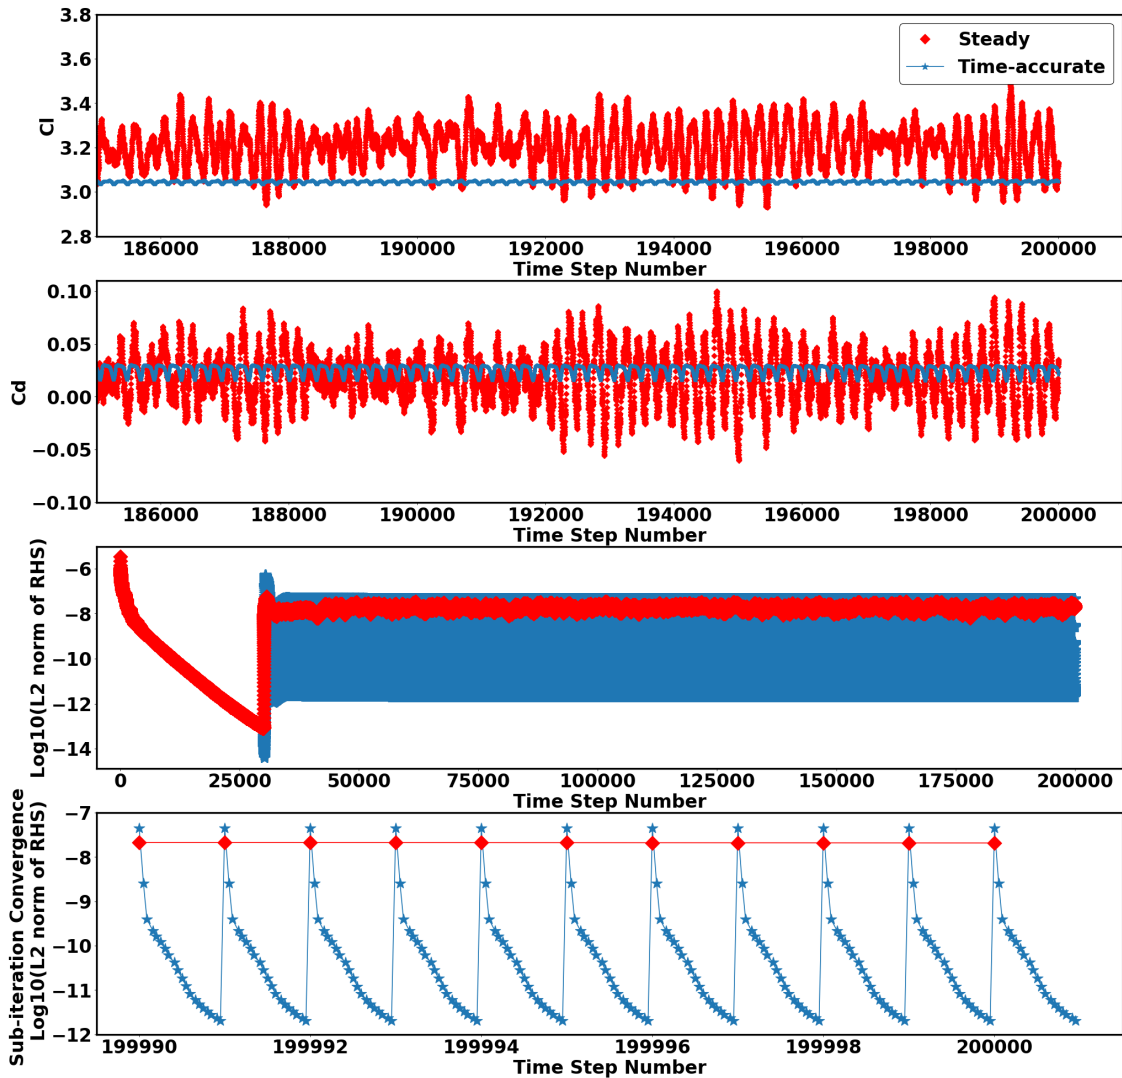 3.8
3.6
3.4
3.2
3.0
2.8
Cl
Steady
Time-accurate
186000 188000 190000 192000 194000 196000 198000 200000
Time Step Number
0.10
0.05
0.00
−0.05
−0.10
Cd
186000 188000 190000 192000 194000 196000 198000 200000
Time Step Number
−6
−8
−10
−12
−14
Log10(L2 norm of RHS)
0 25000 50000 75000 100000 125000 150000 175000 200000
Time Step Number
−7
−8
−9
−10
−11
−12
Sub-iteration Convergence
Log10(L2 norm of RHS)
199990 199992 199994 199996 199998 200000
Time Step Number